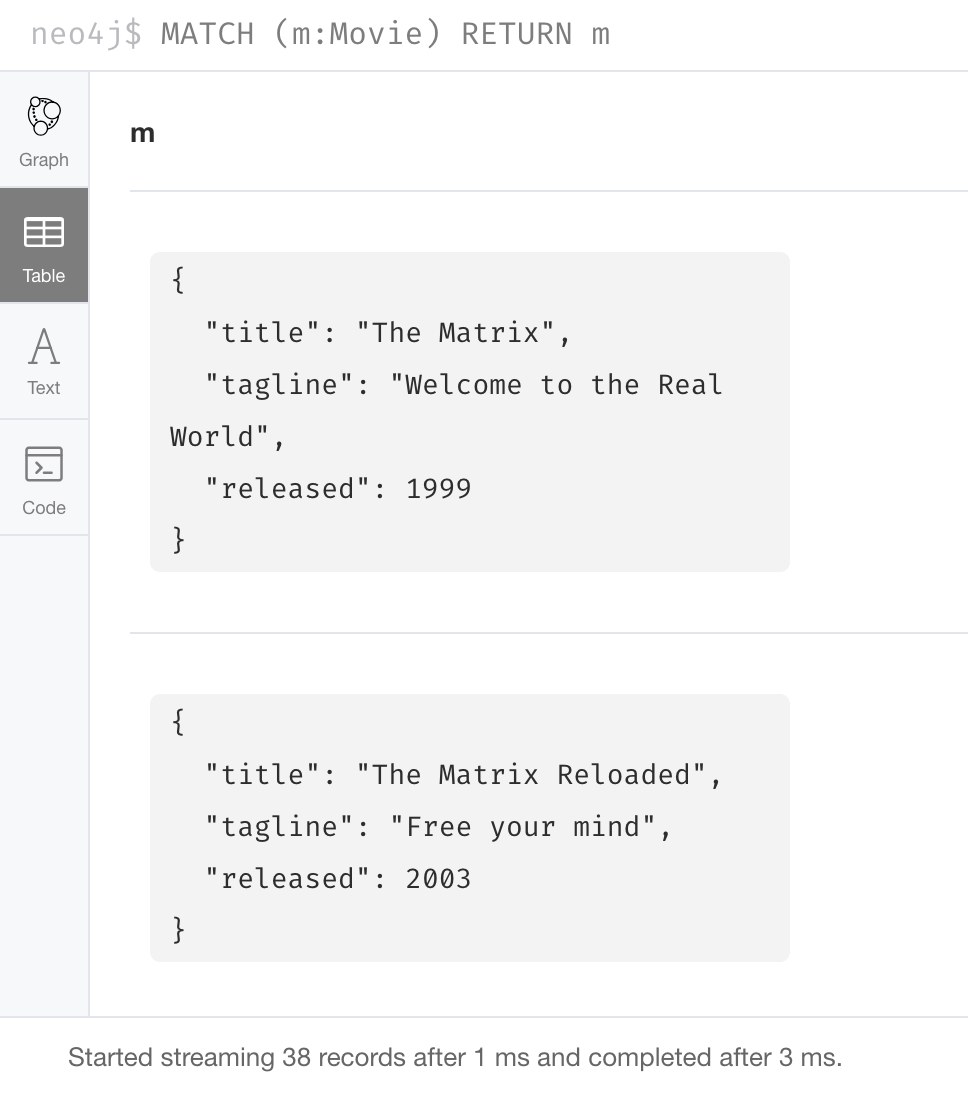 neo4j$ MATCH (m:Movie) RETURN m
Graph
Table
Text
Code
m
{
  "title": "The Matrix",
  "tagline": "Welcome to the Real
World",
  "released": 1999
}
{
  "title": "The Matrix Reloaded",
  "tagline": "Free your mind",
  "released": 2003
}
Started streaming 38 records after 1 ms and completed after 3 ms.